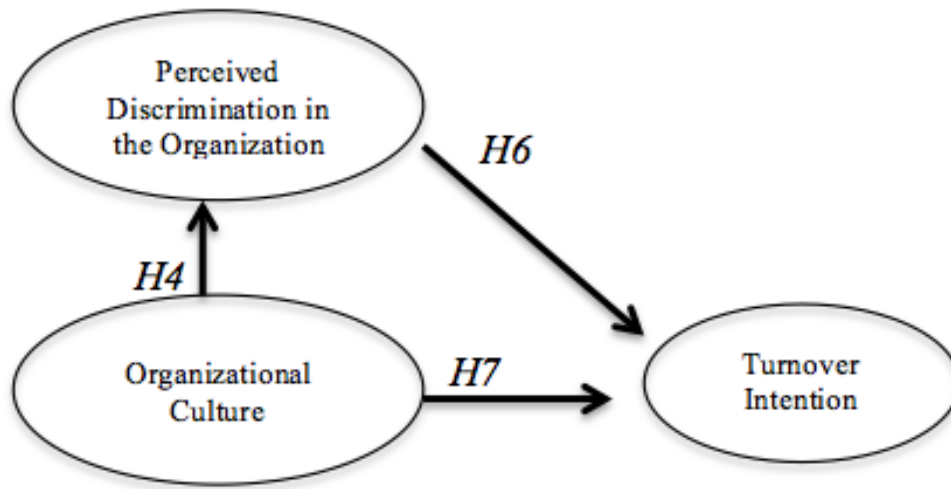 Perceived
Discrimination in
the Organization
H6
H4
Organizational
Culture
H7
Turnover
Intention